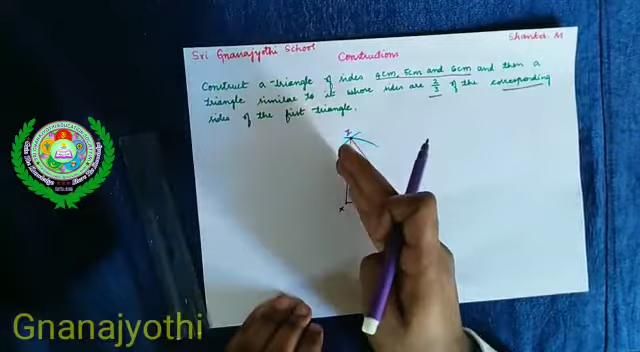 Shankar. M
Sri Gnanajyothi School
Constructions
Construct a triangle of sides 4cm, 5cm and 6cm and then a
triangle similar to it whose sides are 2/3 of the corresponding
sides of the first triangle.
x
Gnanajyothi